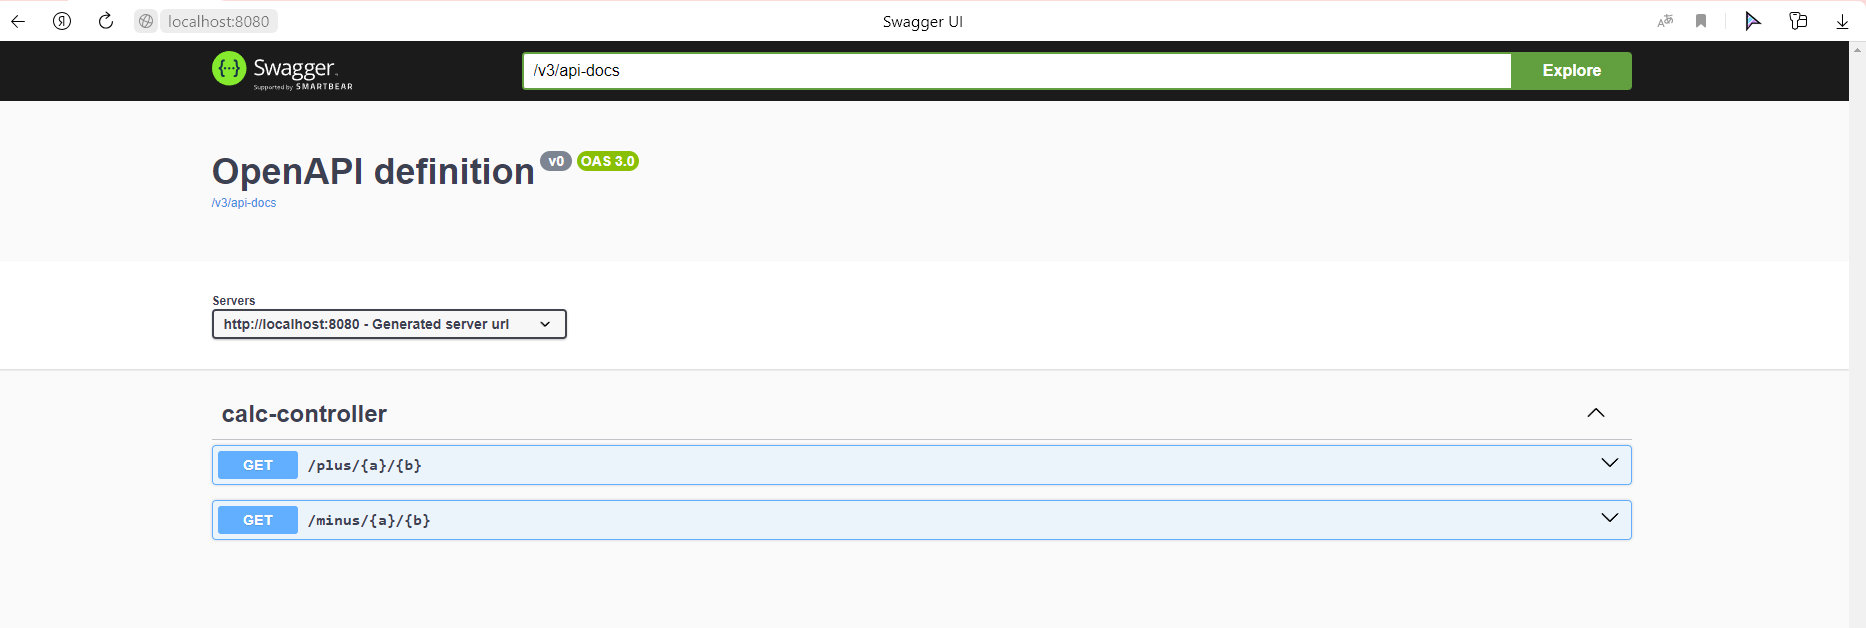 Я localhost:8080 Swagger UI
Swagger
Supported by SMARTBEAR
/v3/api-docs Explore
OpenAPI definition v0 OAS 3.0
/v3/api-docs
Servers
http://localhost:8080 - Generated server url
calc-controller
GET /plus/{a}/{b}
GET /minus/{a}/{b}